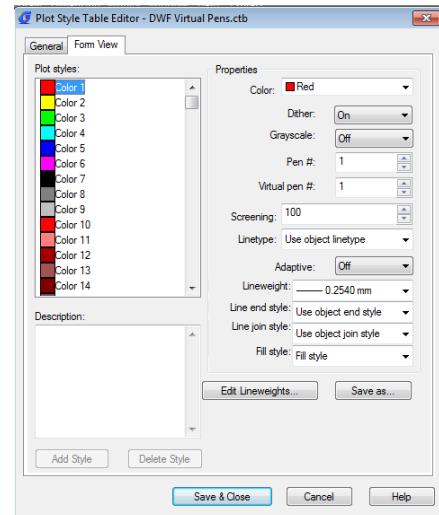 Plot Style Table Editor - DWF Virtual Pens.ctb
General Form View
Plot styles:
Color 1
Color 2
Color 3
Color 4
Color 5
Color 6
Color 7
Color 8
Color 9
Color 10
Color 11
Color 12
Color 13
Color 14
Description:
Add Style Delete Style
Properties
Color: Red
Dither: On
Grayscale: Off
Pen #: 1
Virtual pen #: 1
Screening: 100
Linetype: Use object linetype
Adaptive: Off
Lineweight: 0.2540 mm
Line end style: Use object end style
Line join style: Use object join style
Fill style: Fill style
Edit Lineweights... Save as...
Save & Close Cancel Help